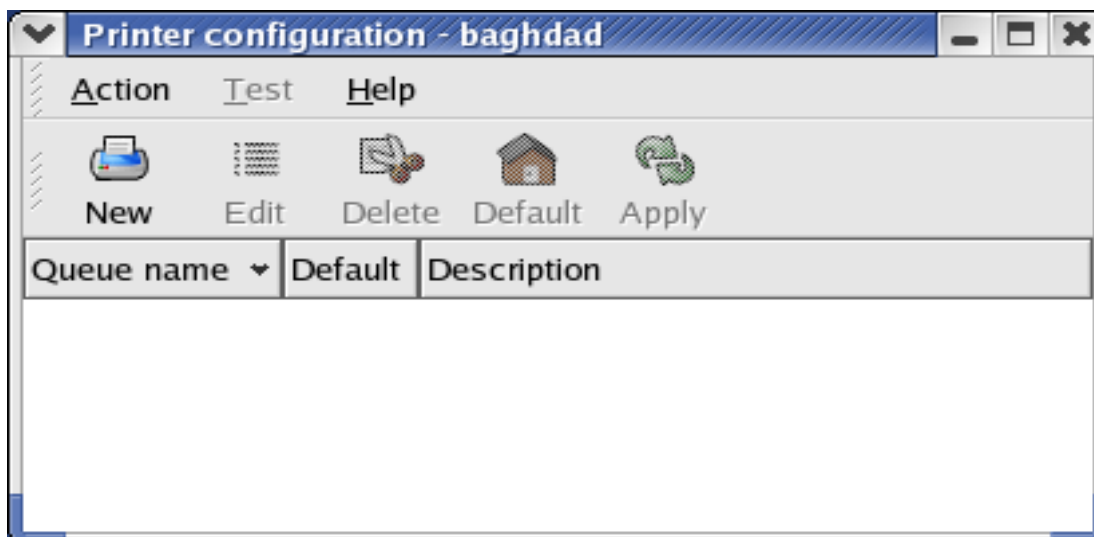 Printer configuration - baghdad
Action Test Help
New Edit Delete Default Apply
Queue name Default Description